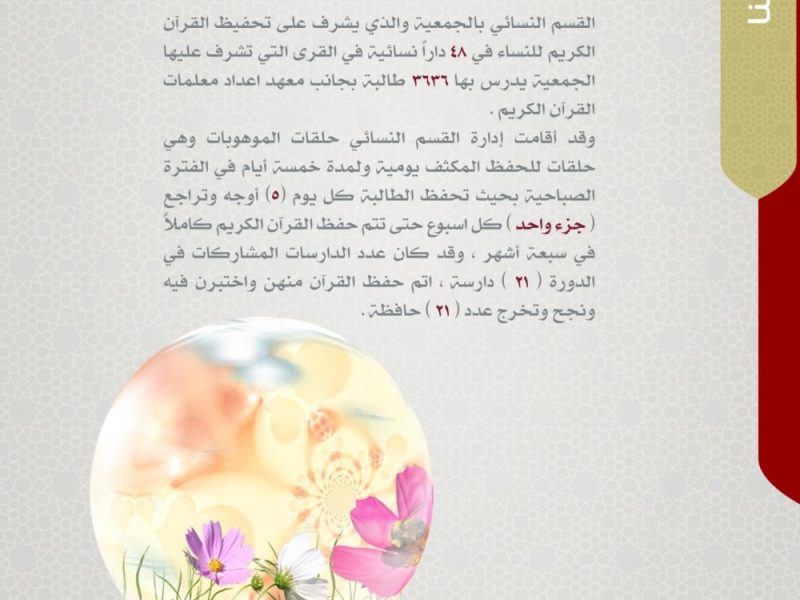 القسم النسائي بالجمعية والذي يشرف على تحفيظ القرآن
الكريم للنساء في ٤٨ داراً نسائية في القرى التي تشرف عليها
الجمعية يدرس بها ٣٦٣٦ طالبة بجانب معهد اعداد معلمات
القرآن الكريم .
وقد أقامت إدارة القسم النسائي حلقات الموهوبات وهي
حلقات للحفظ المكثف يومية ولمدة خمسة أيام في الفترة
الصباحية بحيث تحفظ الطالبة كل يوم (٥) أوجه وتراجع
( جزء واحد ) كل اسبوع حتى تتم حفظ القرآن الكريم كاملاً
في سبعة أشهر ، وقد كان عدد الدارسات المشاركات في
الدورة ( ٢١ ) دارسة ، اتم حفظ القرآن منهن واختبرن فيه
ونجح وتخرج عدد ( ٢١ ) حافظة .